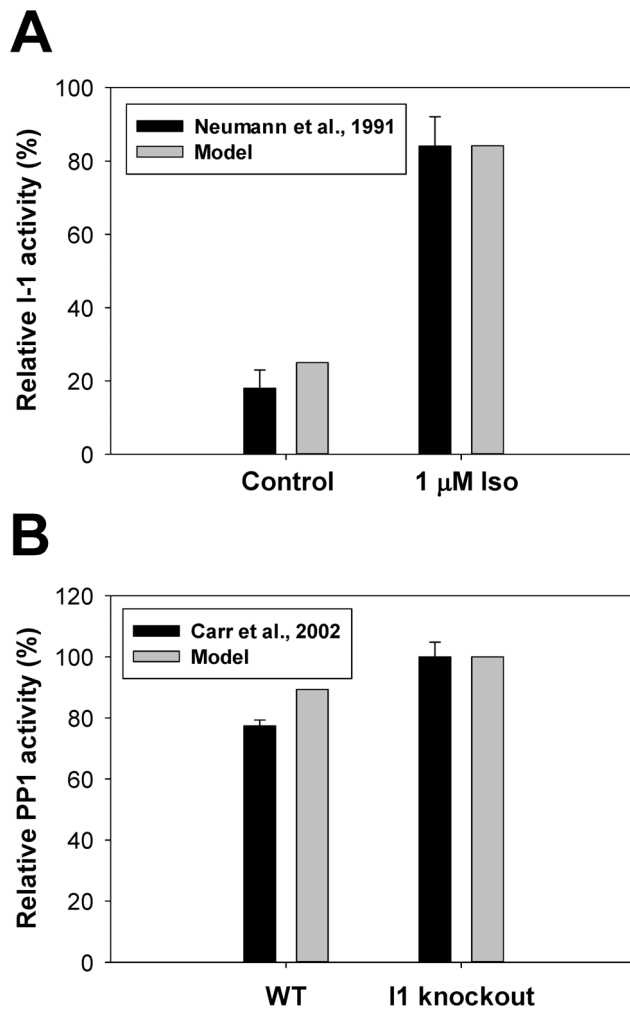 A
Relative I-1 activity (%)
100
80
60
40
20
0
Neumann et al., 1991
Model
Control
1 μM Iso
B
Relative PP1 activity (%)
120
100
80
60
40
20
0
Carr et al., 2002
Model
WT
I1 knockout